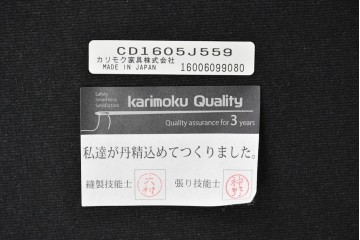 CD1605J559
カリモク家具株式会社
MADE IN JAPAN 16006099080
karimoku Quality
Quality assurance for 3 years
私達が丹精込めてつくりました。
縫製技能士 張り技能士